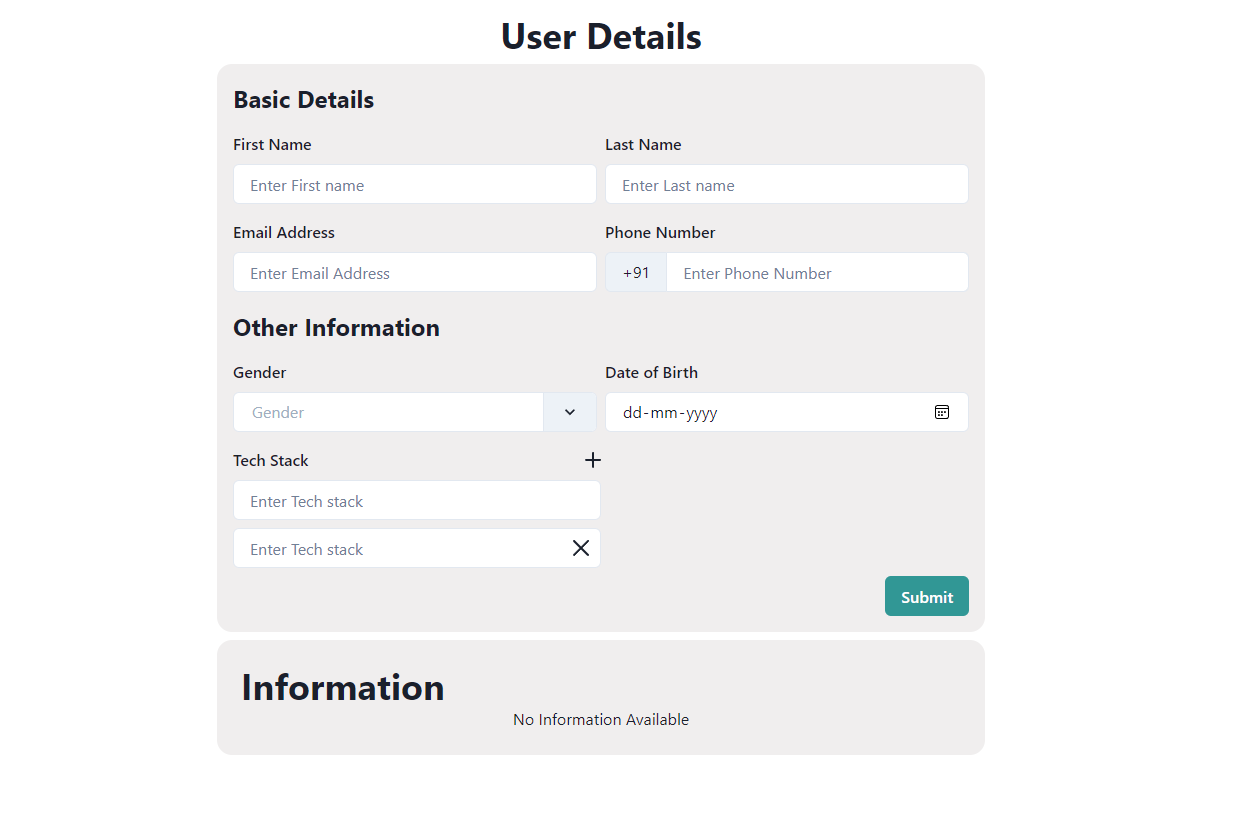 User Details
Basic Details
First Name
Last Name
Enter First name
Enter Last name
Email Address
Phone Number
Enter Email Address
+91
Enter Phone Number
Other Information
Gender
Date of Birth
Gender
dd-mm-yyyy
Tech Stack
Enter Tech stack
Enter Tech stack
Submit
Information
No Information Available